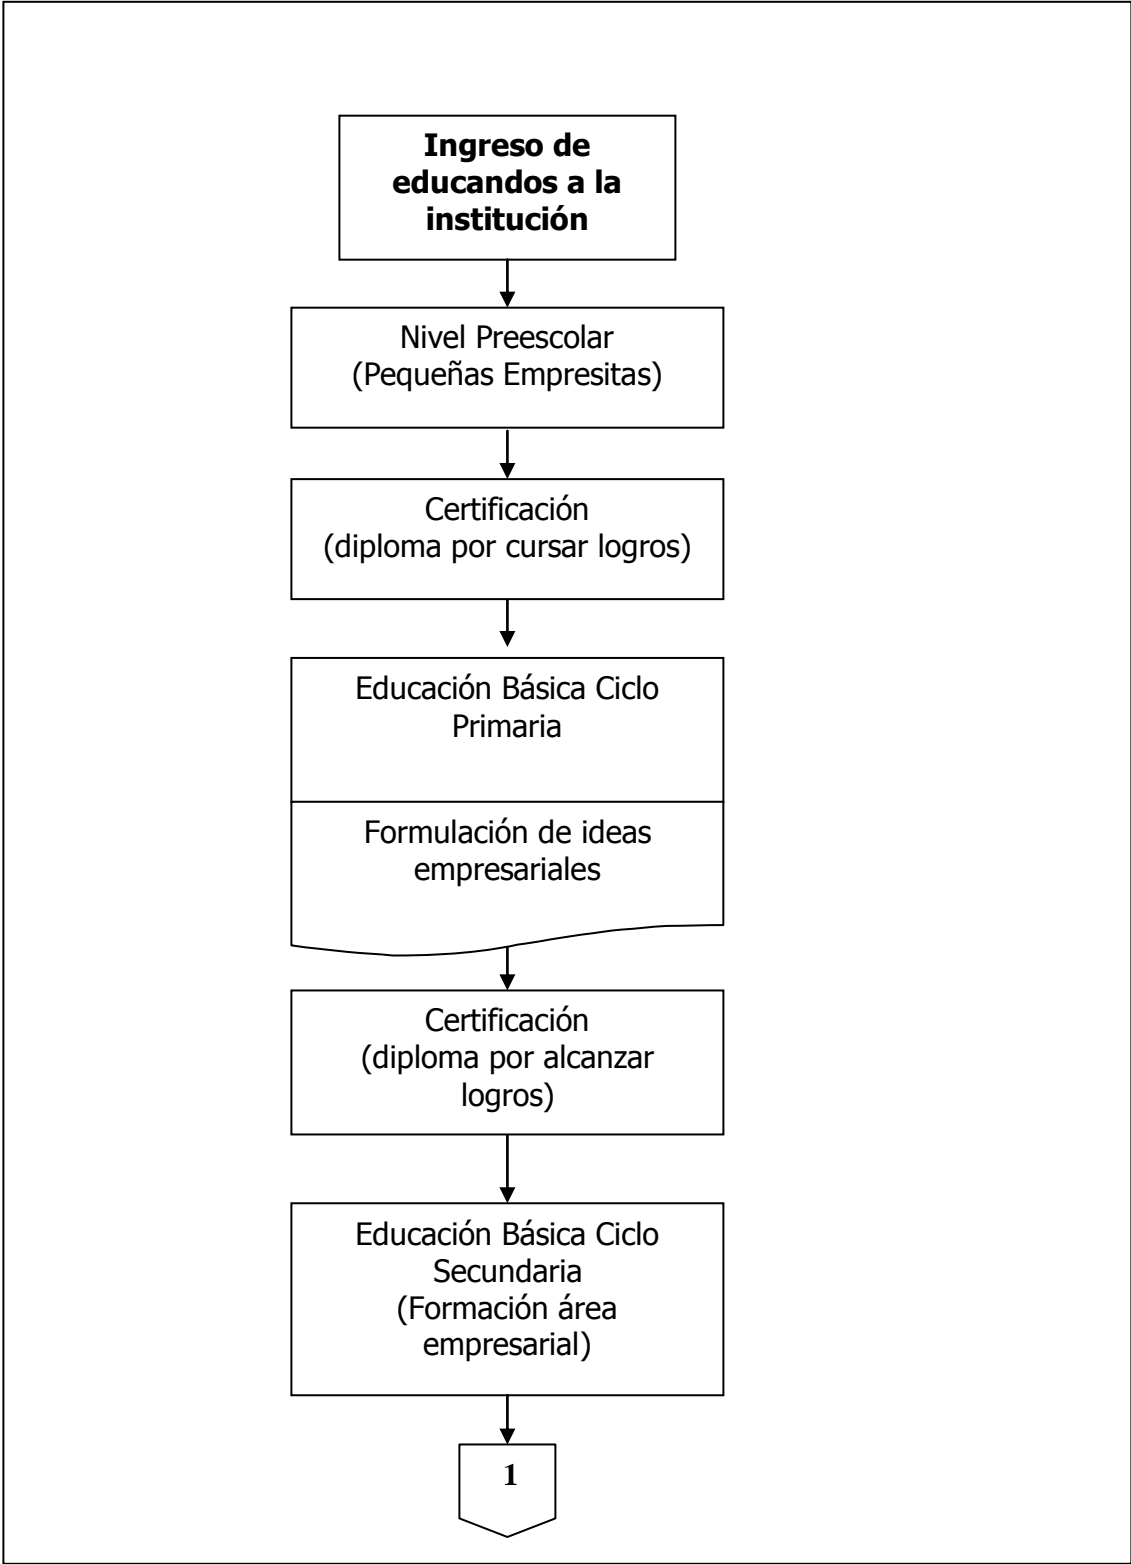 Ingreso de
educandos a la
institución
Nivel Preescolar
(Pequeñas Empresitas)
Certificación
(diploma por cursar logros)
Educación Básica Ciclo
Primaria
Formulación de ideas
empresariales
Certificación
(diploma por alcanzar
logros)
Educación Básica Ciclo
Secundaria
(Formación área
empresarial)
1